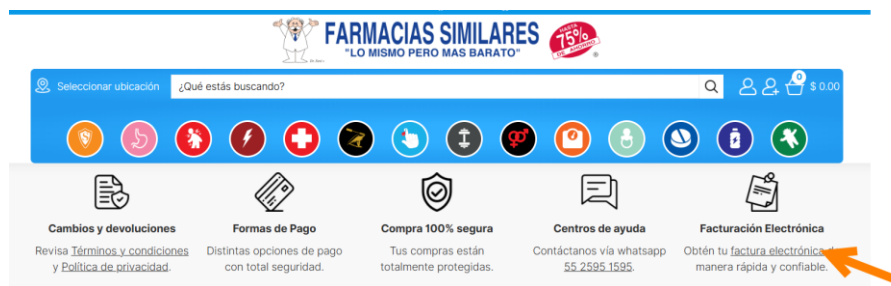 FARMACIAS SIMILARES
"LO MISMO PERO MAS BARATO"
HASTA
75%
DE AHORRO
Seleccionar ubicación
¿Qué estás buscando?
0
$ 0.00
Cambios y devoluciones
Revisa Términos y condiciones
y Política de privacidad.
Formas de Pago
Distintas opciones de pago
con total seguridad.
Compra 100% segura
Tus compras están
totalmente protegidas.
Centros de ayuda
Contáctanos vía whatsapp
55 2595 1595.
Facturación Electrónica
Obtén tu factura electrónica de
manera rápida y confiable.